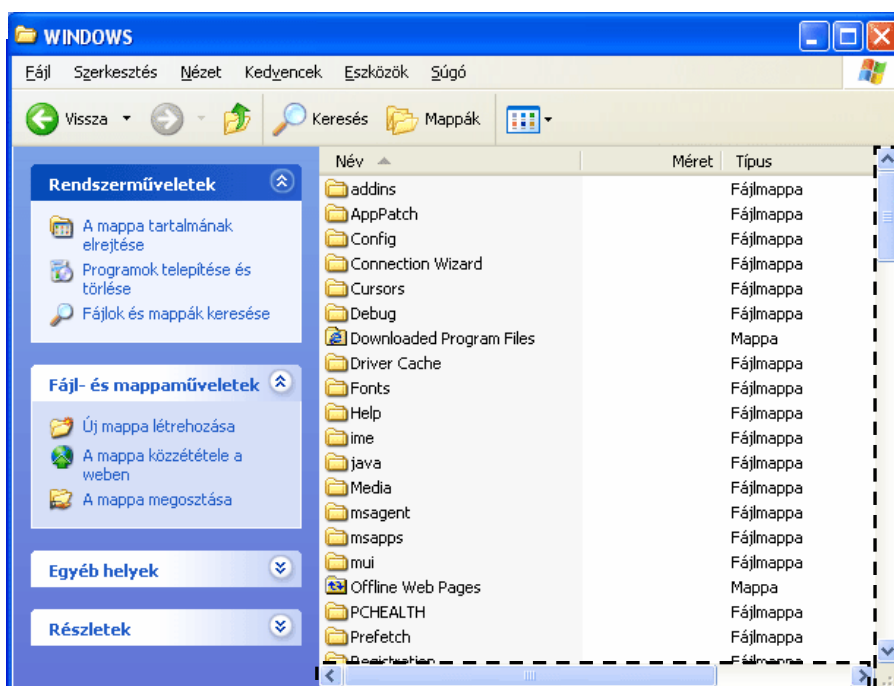 WINDOWS
Fájl Szerkesztés Nézet Kedvencek Eszközök Súgó
Vissza Keresés Mappák
Rendszerműveletek
A mappa tartalmának
elrejtése
Programok telepítése és
törlése
Fájlok és mappák keresése
Fájl- és mappaműveletek
Új mappa létrehozása
A mappa közzététele a
weben
A mappa megosztása
Egyéb helyek
Részletek
Név Méret Típus
addins Fájlmappa
AppPatch Fájlmappa
Config Fájlmappa
Connection Wizard Fájlmappa
Cursors Fájlmappa
Debug Fájlmappa
Downloaded Program Files Mappa
Driver Cache Fájlmappa
Fonts Fájlmappa
Help Fájlmappa
ime Fájlmappa
java Fájlmappa
Media Fájlmappa
msagent Fájlmappa
msapps Fájlmappa
mui Fájlmappa
Offline Web Pages Mappa
PCHEALTH Fájlmappa
Prefetch Fájlmappa
Registration Fájlmappa